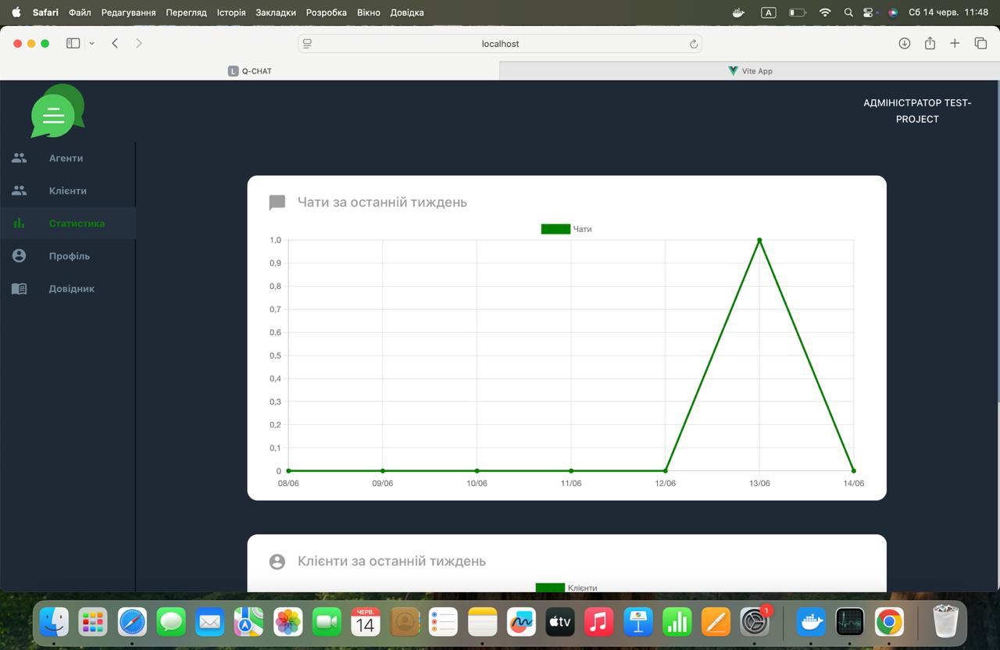 Safari Файл Редагування Перегляд Історія Закладки Розробка Вікно Довідка A Сб 14 черв. 11:48
localhost
L Q-CHAT
Vite App
АДМІНІСТРАТОР TEST-
PROJECT
Агенти
Клієнти
Статистика
Профіль
Довідник
Чати за останній тиждень
Чати
1,0
0,9
0,8
0,7
0,6
0,5
0,4
0,3
0,2
0,1
0
08/06 09/06 10/06 11/06 12/06 13/06 14/06
Клієнти за останній тиждень
Клієнти
ЧЕРВ.
14
tv
1